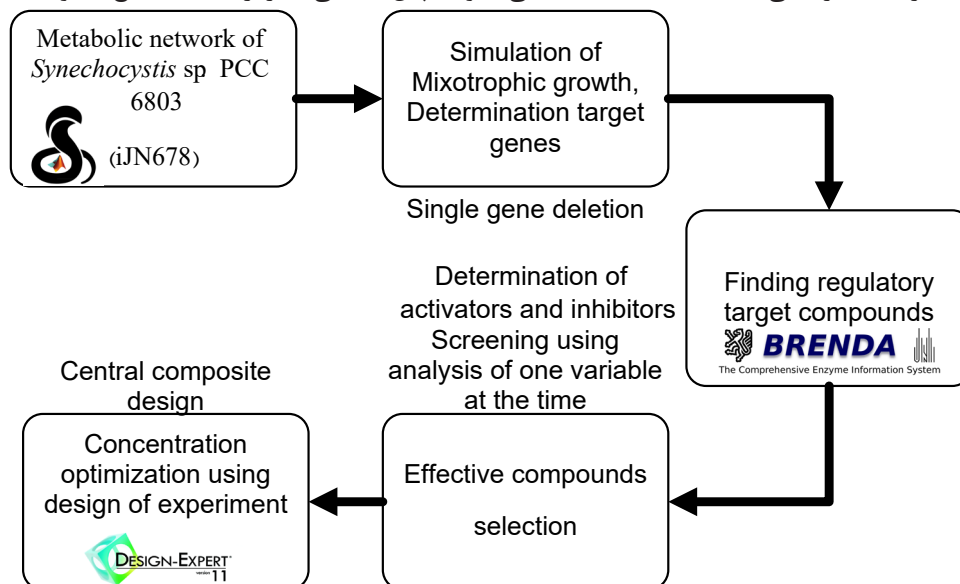 Metabolic network of
Synechocystis sp PCC
6803
(iJN678)
Simulation of
Mixotrophic growth,
Determination target
genes
Single gene deletion
Finding regulatory
target compounds
BRENDA
The Comprehensive Enzyme Information System
Determination of
activators and inhibitors
Screening using
analysis of one variable
at the time
Effective compounds
selection
Central composite
design
Concentration
optimization using
design of experiment
DESIGN-EXPERT
version 11